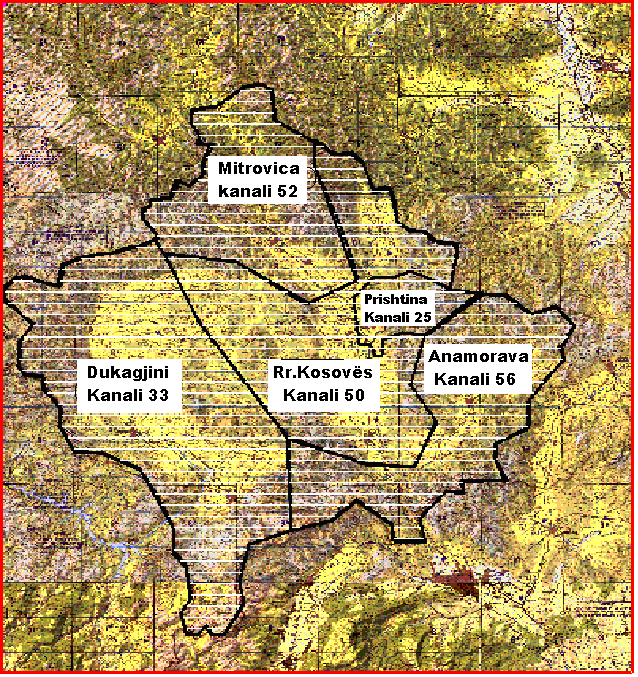 Mitrovica
kanali 52
Prishtina
Kanali 25
Anamorava
Kanali 56
Dukagjini
Kanali 33
Rr.Kosovës
Kanali 50